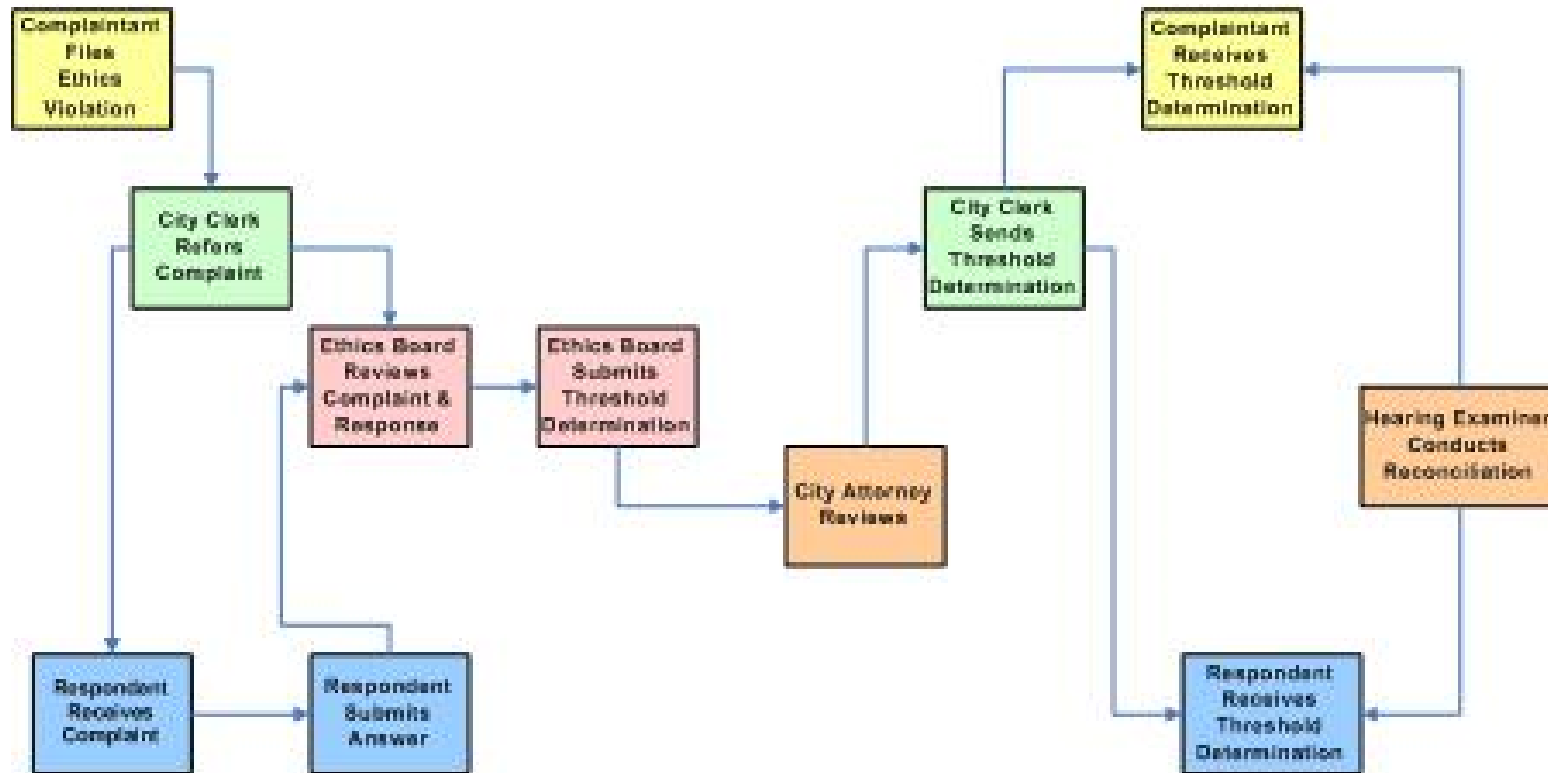 Complaintant
Files
Ethics
Violation
City Clerk
Refers
Complaint
Ethics Board
Reviews
Complaint &
Response
Ethics Board
Submits
Threshold
Determination
Respondent
Receives
Complaint
Respondent
Submits
Answer
City Attorney
Reviews
City Clerk
Sends
Threshold
Determination
Complaintant
Receives
Threshold
Determination
Hearing Examiner
Conducts
Reconciliation
Respondent
Receives
Threshold
Determination